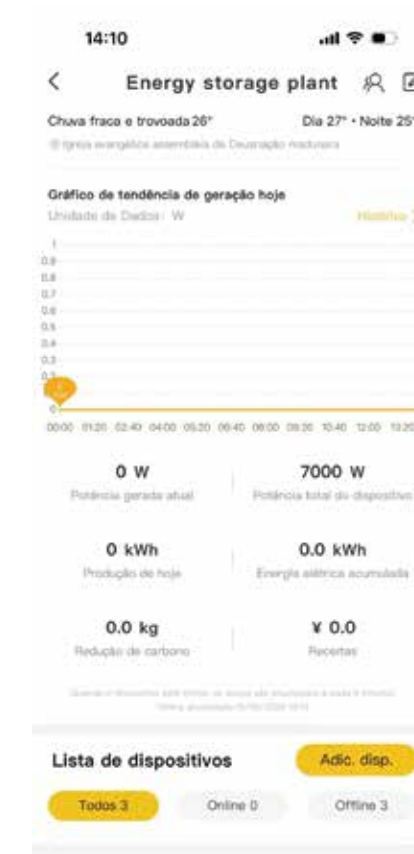 14:10
Energy storage plant
Chuva fraca e trovoada 26° Dia 27° • Noite 25°
Igreja evangélica assembléia de
Gráfico de tendência de geração hoje
Unidade de Dados: W Histórico
1
0.9
0.8
0.7
0.6
0.5
0.4
0.3
0.2
0
00:00 01:20 02:40 04:00 05:20 06:40 08:00 09:20 10:40 12:00 13:20
0 W 7000 W
Potência gerada atual Potência total do dispositivo
0 kWh 0.0 kWh
Produção de hoje Energia elétrica acumulada
0.0 kg ¥ 0.0
Redução de carbono Receitas
Lista de dispositivos Adic. disp.
Todos 3 Online 0 Offline 3